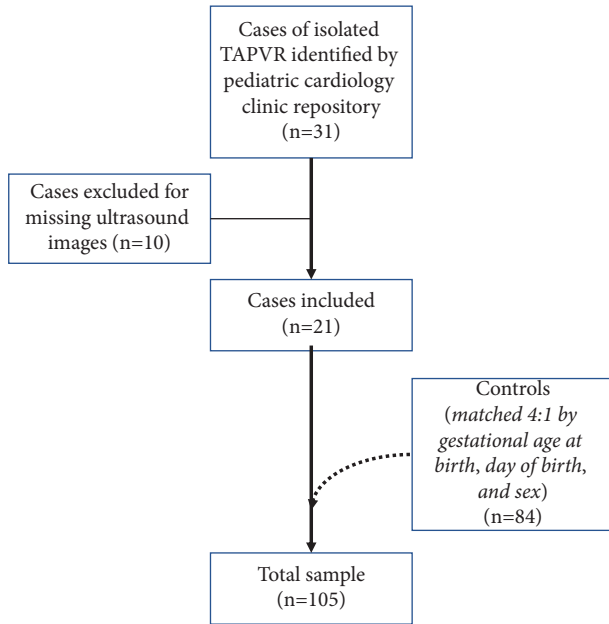 Cases of isolated
TAPVR identified by
pediatric cardiology
clinic repository
(n=31)
Cases excluded for
missing ultrasound
images (n=10)
Cases included
(n=21)
Controls
(matched 4:1 by
gestational age at
birth, day of birth,
and sex)
(n=84)
Total sample
(n=105)